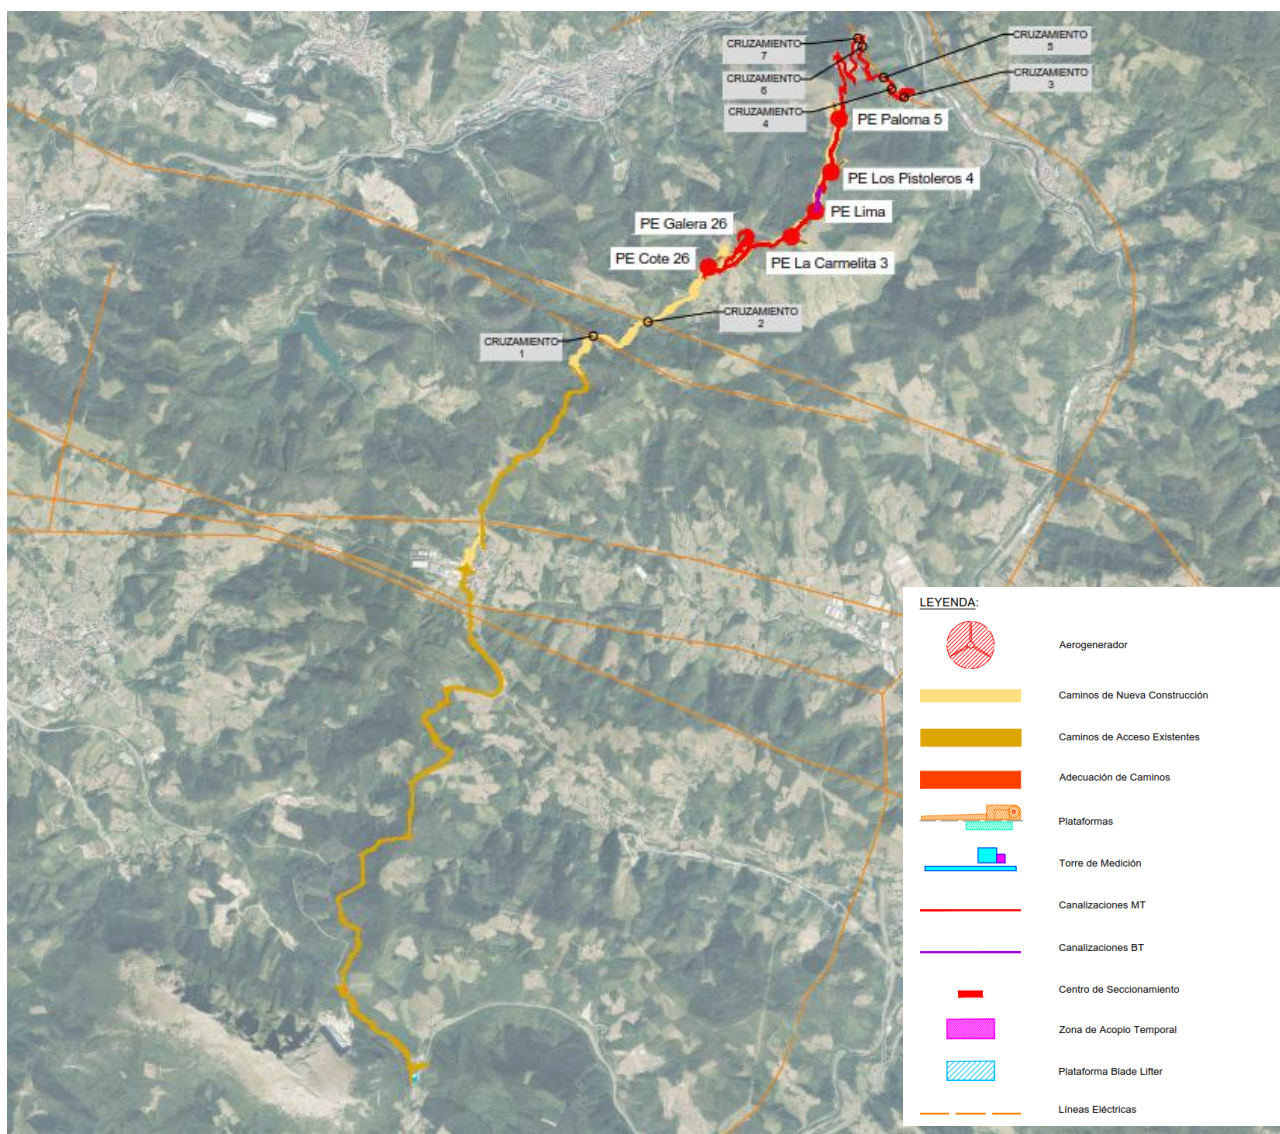 CRUZAMIENTO
7
CRUZAMIENTO
5
CRUZAMIENTO
6
CRUZAMIENTO
3
CRUZAMIENTO
4
PE Paloma 5
PE Los Pistoleros 4
PE Lima
PE Galera 26
PE Cote 26
PE La Carmelita 3
CRUZAMIENTO
2
CRUZAMIENTO
1
LEYENDA:
Aerogenerador
Caminos de Nueva Construcción
Caminos de Acceso Existentes
Adecuación de Caminos
Plataformas
Torre de Medición
Canalizaciones MT
Canalizaciones BT
Centro de Seccionamiento
Zona de Acopio Temporal
Plataforma Blade Lifter
Líneas Eléctricas